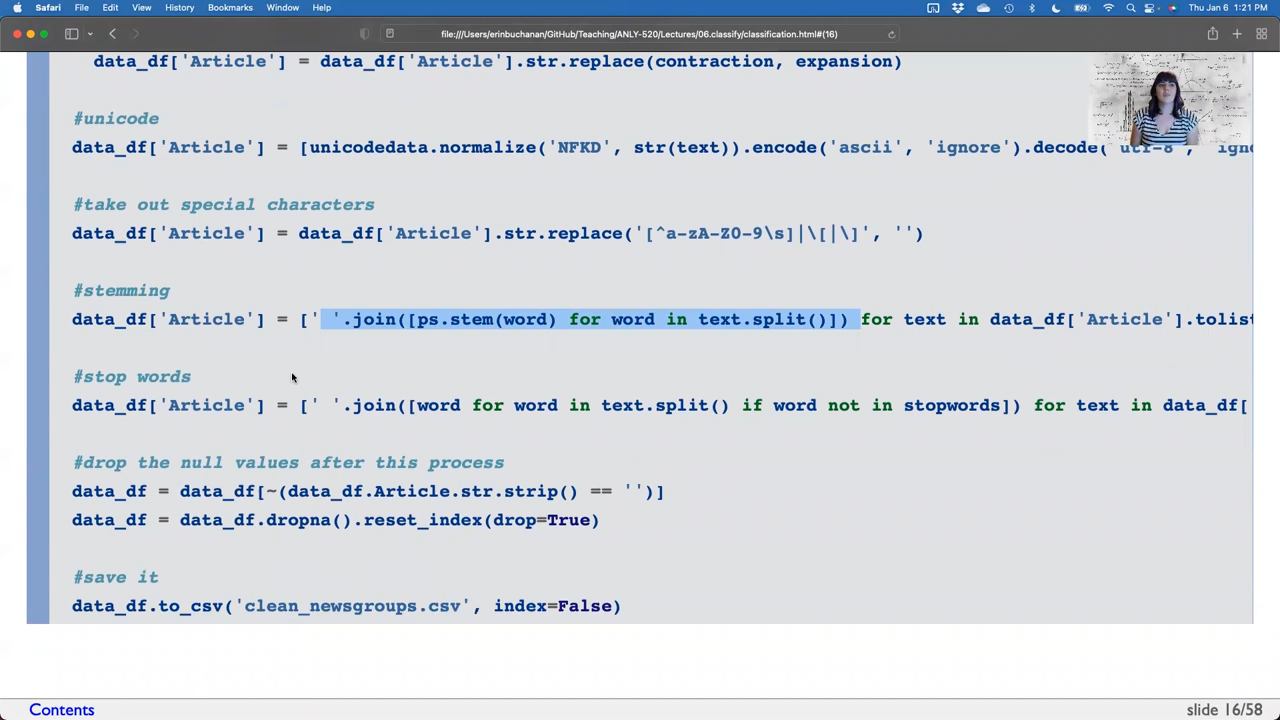 Safari File Edit View History Bookmarks Window Help Thu Jan 6 1:21 PM
file:///Users/erinbuchanan/GitHub/Teaching/ANLY-520/Lectures/06.classify/classification.html#(16)
data_df['Article'] = data_df['Article'].str.replace(contraction, expansion)
#unicode
data_df['Article'] = [unicodedata.normalize('NFKD', str(text)).encode('ascii', 'ignore').decode('utf-8',
#take out special characters
data_df['Article'] = data_df['Article'].str.replace('[^a-zA-Z0-9\s]|\[|\]', '')
#stemming
data_df['Article'] = [' '.join([ps.stem(word) for word in text.split()]) for text in data_df['Article'].tolist
#stop words
data_df['Article'] = [' '.join([word for word in text.split() if word not in stopwords]) for text in data_df[
#drop the null values after this process
data_df = data_df[~(data_df.Article.str.strip() == '')]
data_df = data_df.dropna().reset_index(drop=True)
#save it
data_df.to_csv('clean_newsgroups.csv', index=False)
Contents slide 16/58